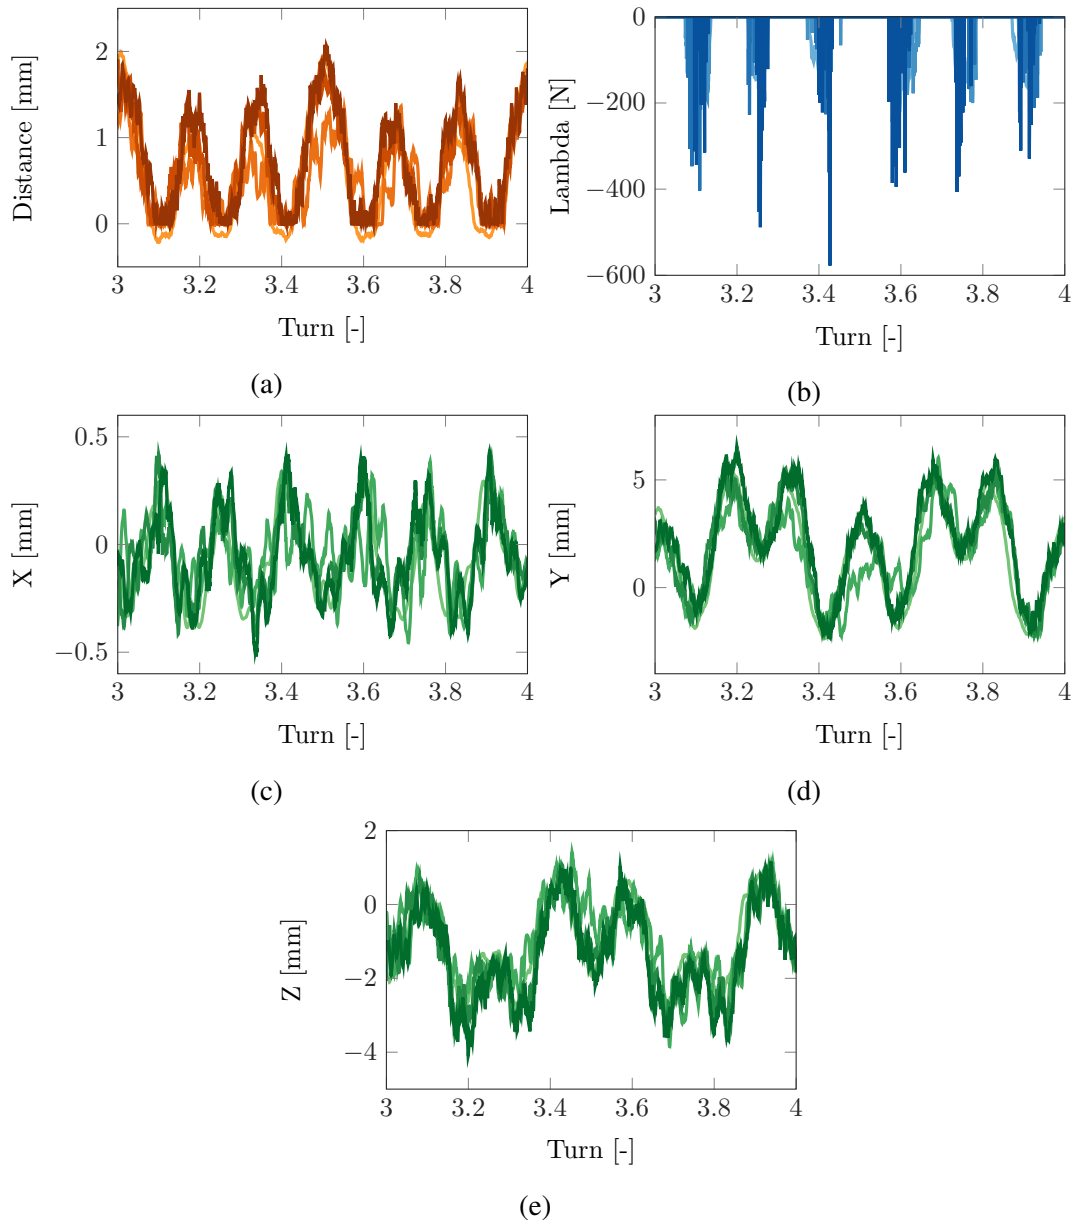 2
1
0
Distance [mm]
3 3.2 3.4 3.6 3.8 4
Turn [-]
(a)
0
−200
−400
−600
Lambda [N]
3 3.2 3.4 3.6 3.8 4
Turn [-]
(b)
0.5
0
−0.5
X [mm]
3 3.2 3.4 3.6 3.8 4
Turn [-]
(c)
5
0
Y [mm]
3 3.2 3.4 3.6 3.8 4
Turn [-]
(d)
2
0
−2
−4
Z [mm]
3 3.2 3.4 3.6 3.8 4
Turn [-]
(e)